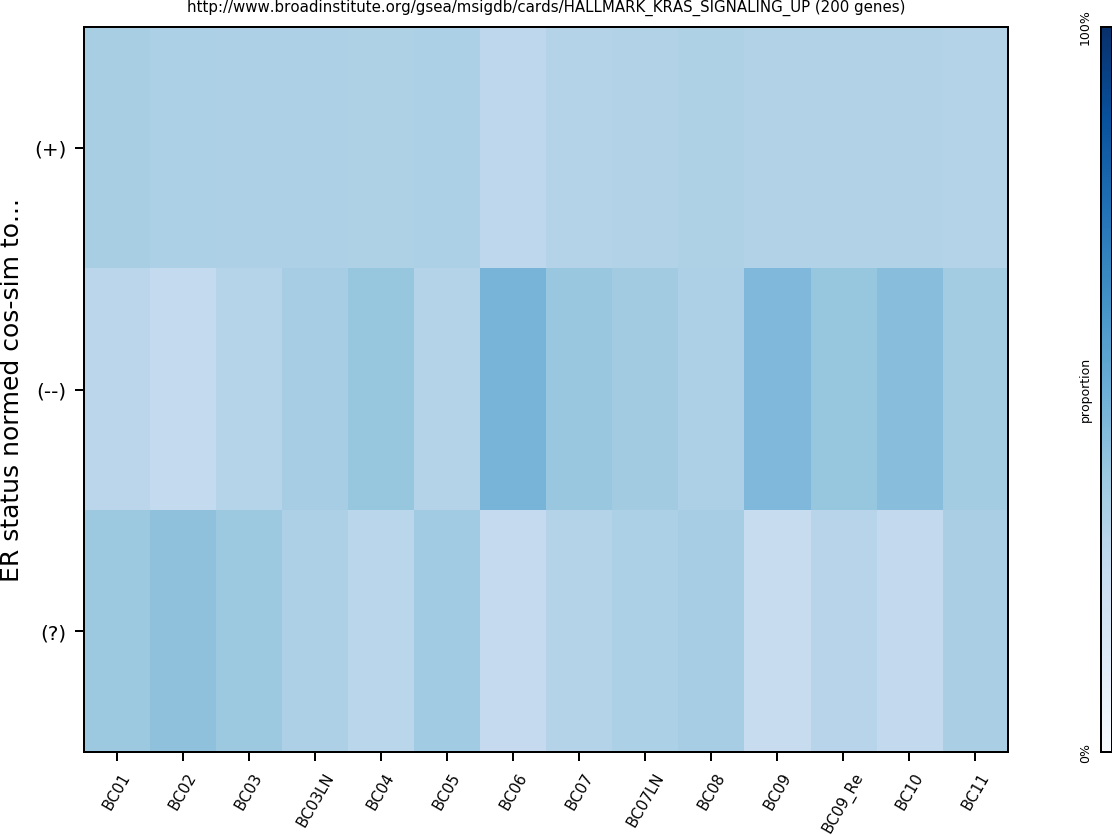 http://www.broadinstitute.org/gsea/msigdb/cards/HALLMARK_KRAS_SIGNALING_UP (200 genes)
ER status normed cos-sim to...
(+)
(--)
(?)
BC01
BC02
BC03
BC03LN
BC04
BC05
BC06
BC07
BC07LN
BC08
BC09
BC09_Re
BC10
BC11
100%
proportion
0%